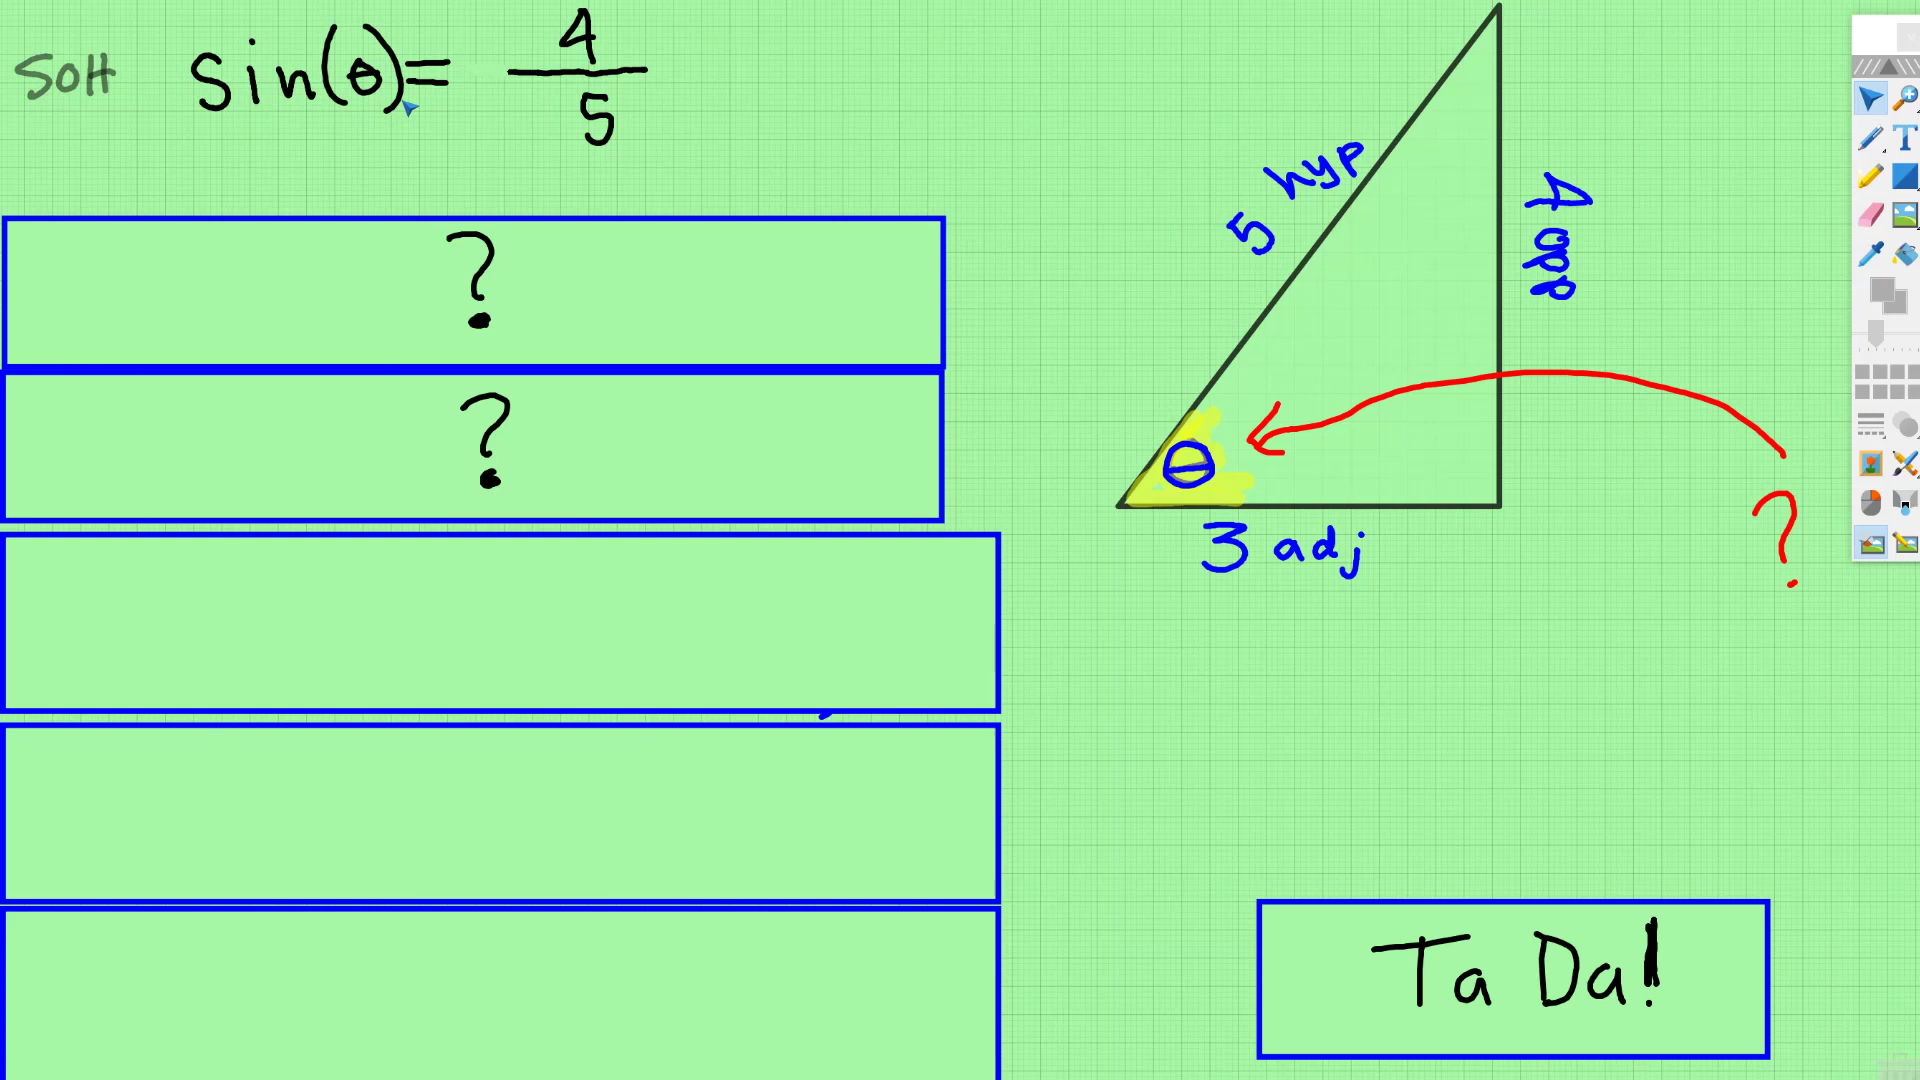 SOH sin(θ) = 4/5
?
?
5 hyp
4 opp
θ
3 adj
?
Ta Da!